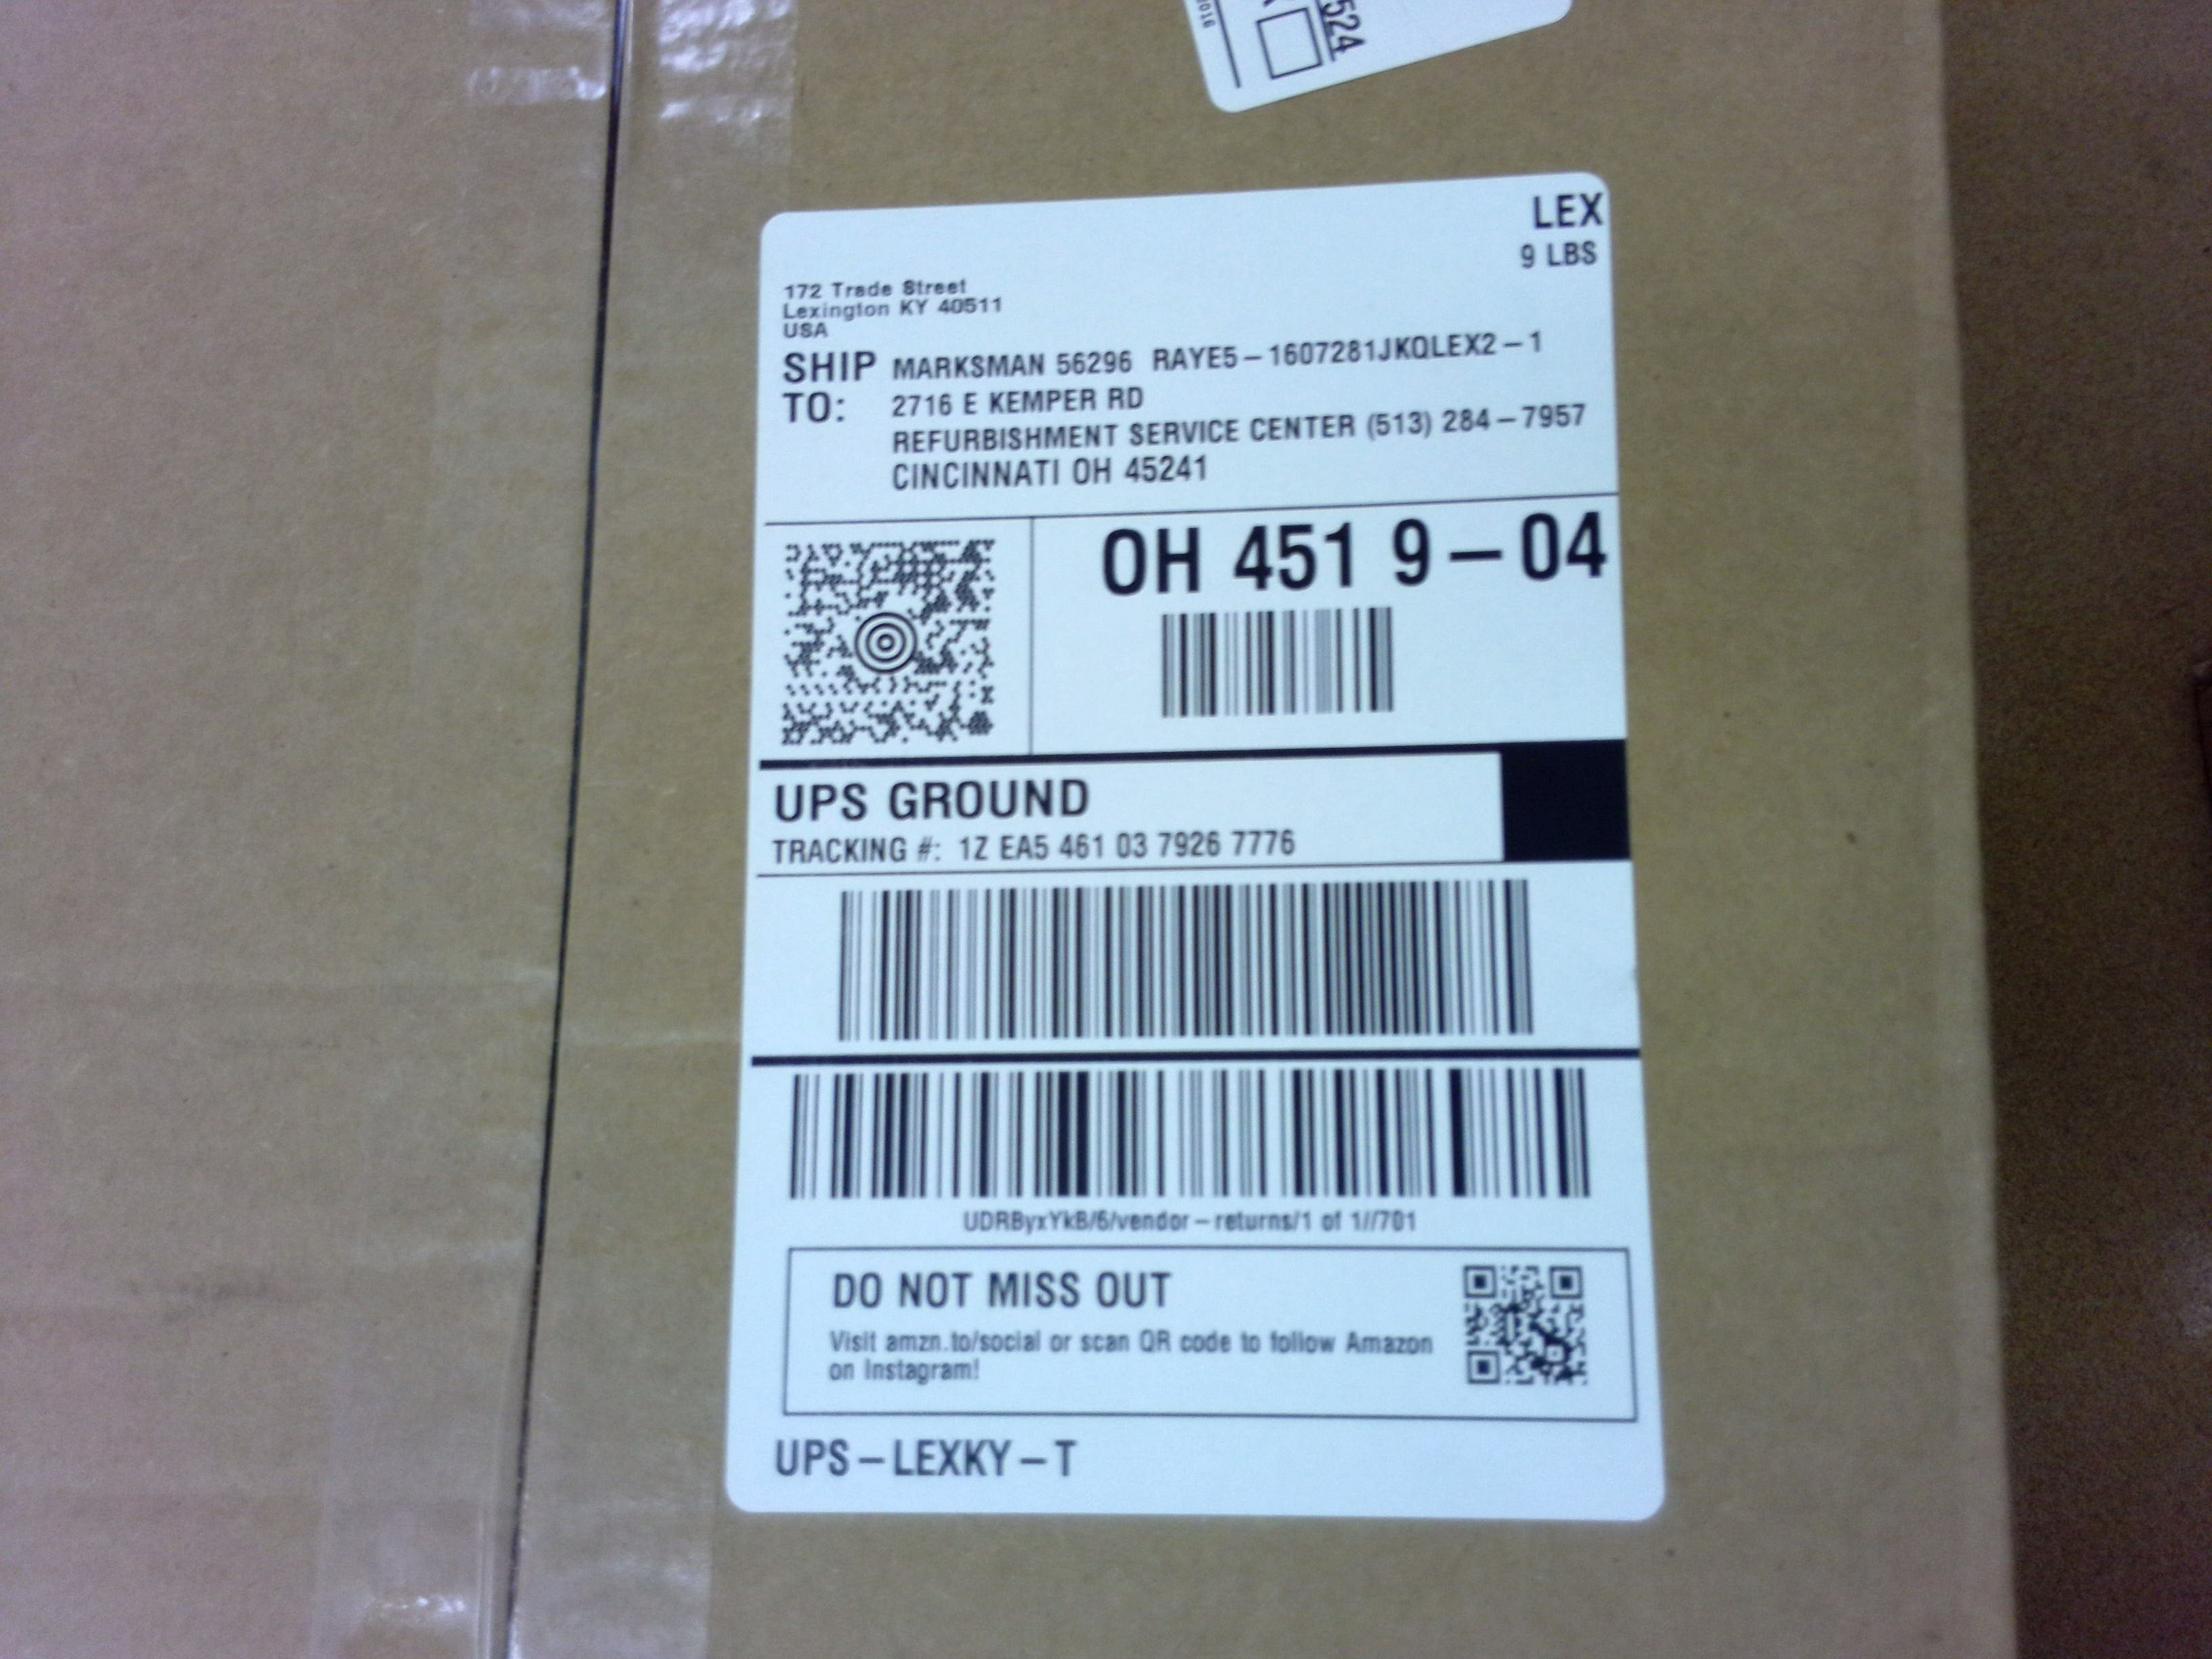 524
LEX
9 LBS
172 Trade Street
Lexington KY 40511
USA
SHIP TO: MARKSMAN 56296 RAYE5-1607281JKQLEX2-1
2716 E KEMPER RD
REFURBISHMENT SERVICE CENTER (513) 284-7957
CINCINNATI OH 45241
OH 451 9-04
UPS GROUND
TRACKING #: 1Z EA5 461 03 7926 7776
UDRByxYkB/6/vendor-returns/1 of 1//701
DO NOT MISS OUT
Visit amzn.to/social or scan QR code to follow Amazon
on Instagram!
UPS-LEXKY-T